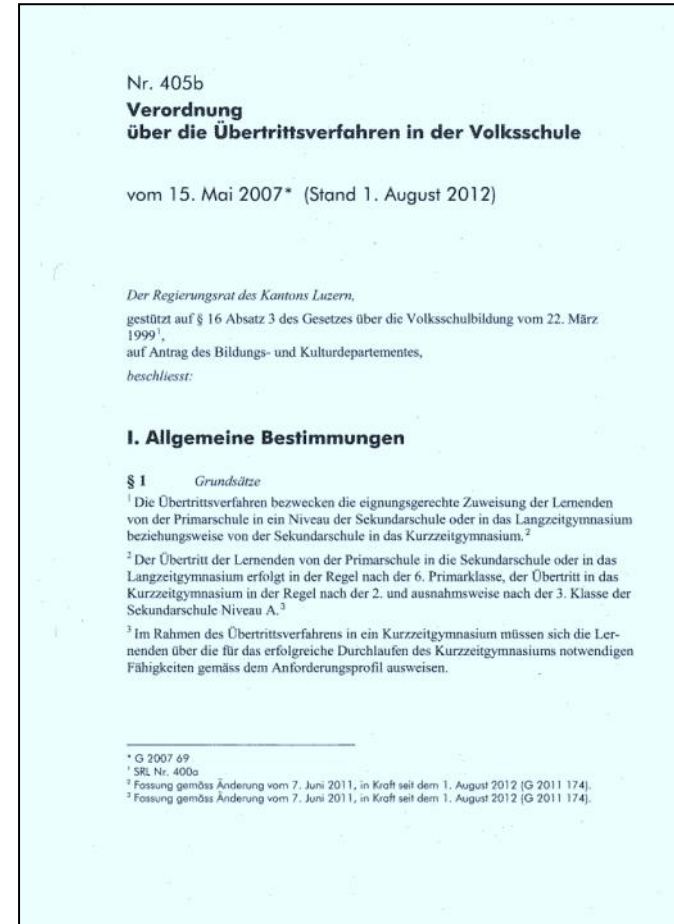 Nr. 405b
Verordnung
über die Übertrittsverfahren in der Volksschule
vom 15. Mai 2007* (Stand 1. August 2012)
Der Regierungsrat des Kantons Luzern,
gestützt auf § 16 Absatz 3 des Gesetzes über die Volksschulbildung vom 22. März
1999¹,
auf Antrag des Bildungs- und Kulturdepartementes,
beschliesst:
I. Allgemeine Bestimmungen
§ 1 Grundsätze
¹ Die Übertrittsverfahren bezwecken die eignungsgerechte Zuweisung der Lernenden
von der Primarschule in ein Niveau der Sekundarschule oder in das Langzeitgymnasium
beziehungsweise von der Sekundarschule in das Kurzzeitgymnasium.²
² Der Übertritt der Lernenden von der Primarschule in die Sekundarschule oder in das
Langzeitgymnasium erfolgt in der Regel nach der 6. Primarklasse, der Übertritt in das
Kurzzeitgymnasium in der Regel nach der 2. und ausnahmsweise nach der 3. Klasse der
Sekundarschule Niveau A.³
³ Im Rahmen des Übertrittsverfahrens in ein Kurzzeitgymnasium müssen sich die Ler-
nenden über die für das erfolgreiche Durchlaufen des Kurzzeitgymnasiums notwendigen
Fähigkeiten gemäss dem Anforderungsprofil ausweisen.
* G 2007 69
¹ SRL Nr. 400a
² Fassung gemäss Änderung vom 7. Juni 2011, in Kraft seit dem 1. August 2012 (G 2011 174).
³ Fassung gemäss Änderung vom 7. Juni 2011, in Kraft seit dem 1. August 2012 (G 2011 174).